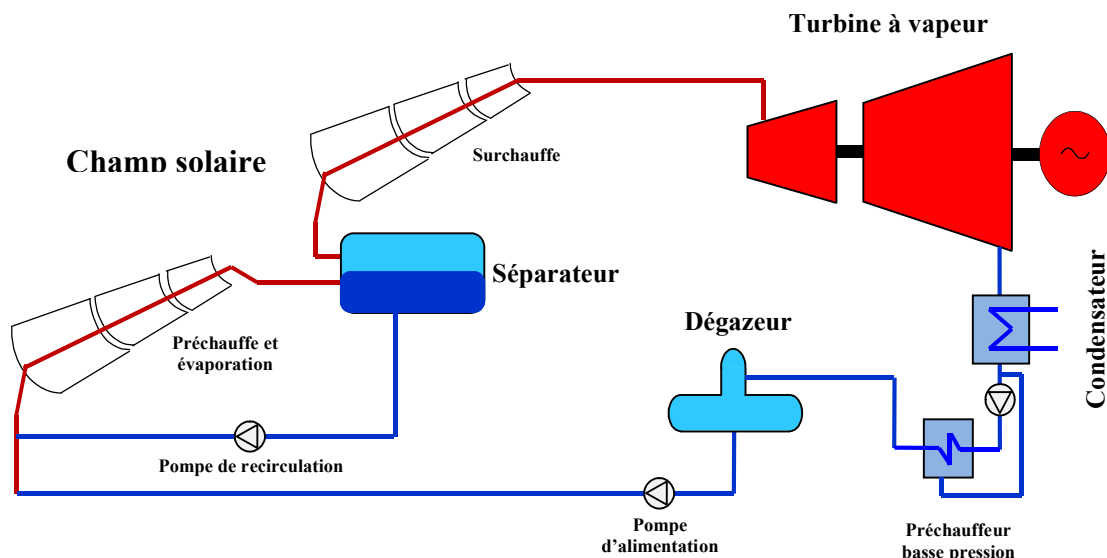 Turbine à vapeur
Surchauffe
Champ solaire
Séparateur
Condensateur
Dégazeur
Préchauffe et
évaporation
Pompe de recirculation
Pompe
d'alimentation
Préchauffeur
basse pression